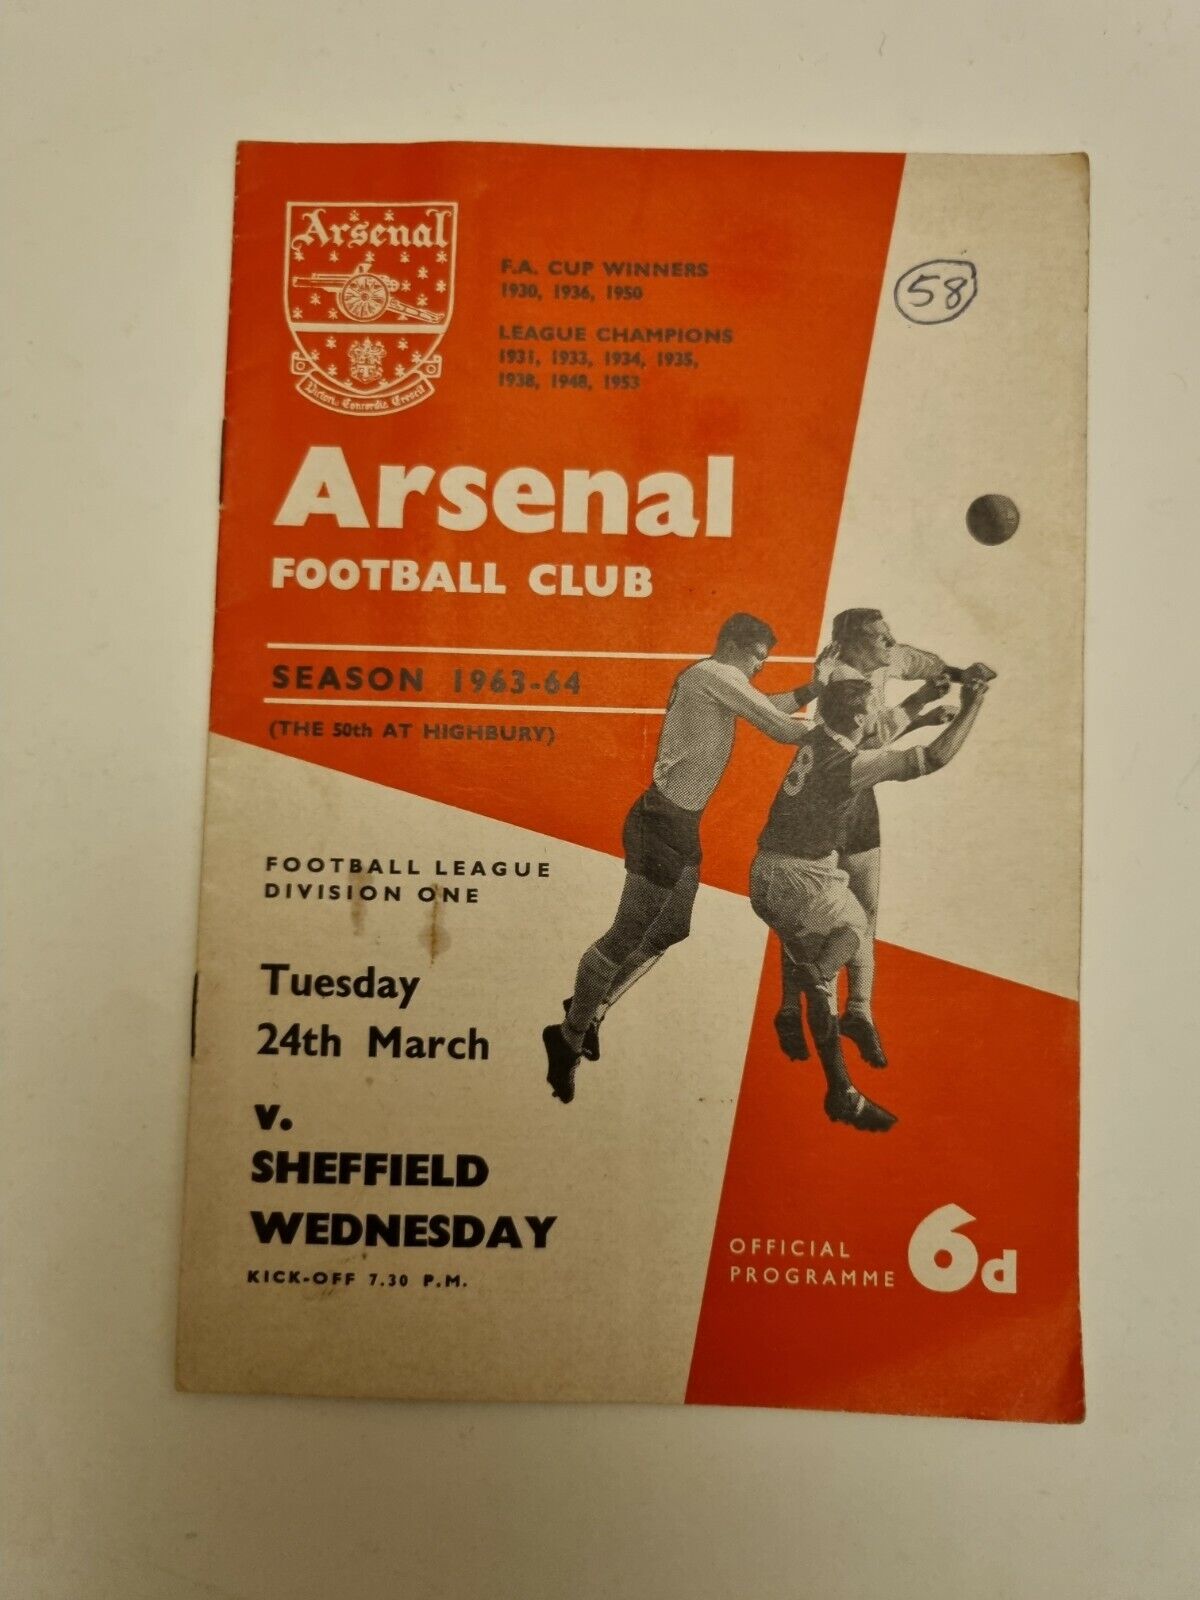 Arsenal
Victoria Concordia Crescit
F.A. CUP WINNERS
1930, 1936, 1950
LEAGUE CHAMPIONS
1931, 1933, 1934, 1935,
1938, 1948, 1953
58
Arsenal
FOOTBALL CLUB
SEASON 1963-64
(THE 50th AT HIGHBURY)
8
FOOTBALL LEAGUE
DIVISION ONE
Tuesday
24th March
v.
SHEFFIELD
WEDNESDAY
KICK-OFF 7.30 P.M.
OFFICIAL
PROGRAMME
6d